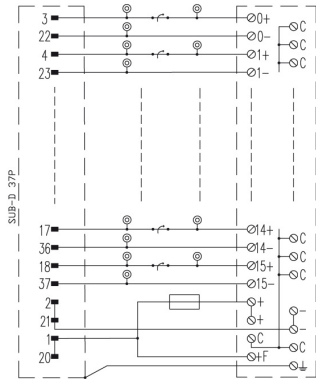 3 0+ C
22 0- C
4 1+ C
23 1-
SUB-D 37P
17 14+ C
36 14- C
18 15+ C
37 15-
2 + -
21 + -
1 C C
20 +F